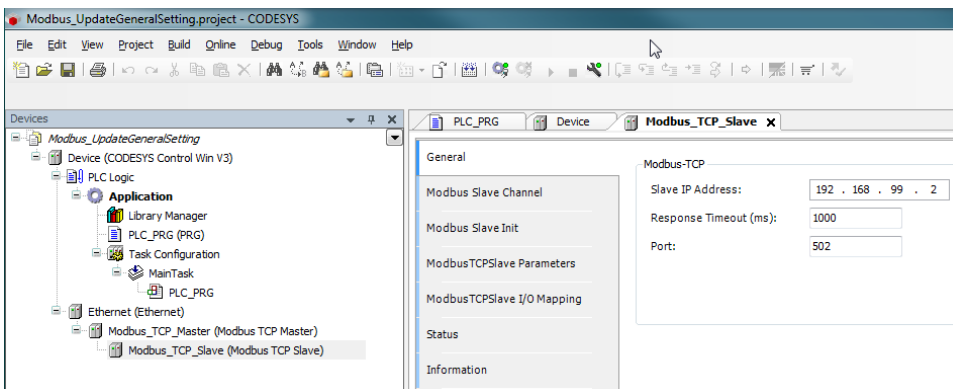 Modbus_UpdateGeneralSetting.project - CODESYS
File Edit View Project Build Online Debug Tools Window Help
Devices
Modbus_UpdateGeneralSetting
Device (CODESYS Control Win V3)
PLC Logic
Application
Library Manager
PLC_PRG (PRG)
Task Configuration
MainTask
PLC_PRG
Ethernet (Ethernet)
Modbus_TCP_Master (Modbus TCP Master)
Modbus_TCP_Slave (Modbus TCP Slave)
PLC_PRG Device Modbus_TCP_Slave X
General
Modbus Slave Channel
Modbus Slave Init
ModbusTCPSlave Parameters
ModbusTCPSlave I/O Mapping
Status
Information
Modbus-TCP
Slave IP Address: 192 . 168 . 99 . 2
Response Timeout (ms): 1000
Port: 502